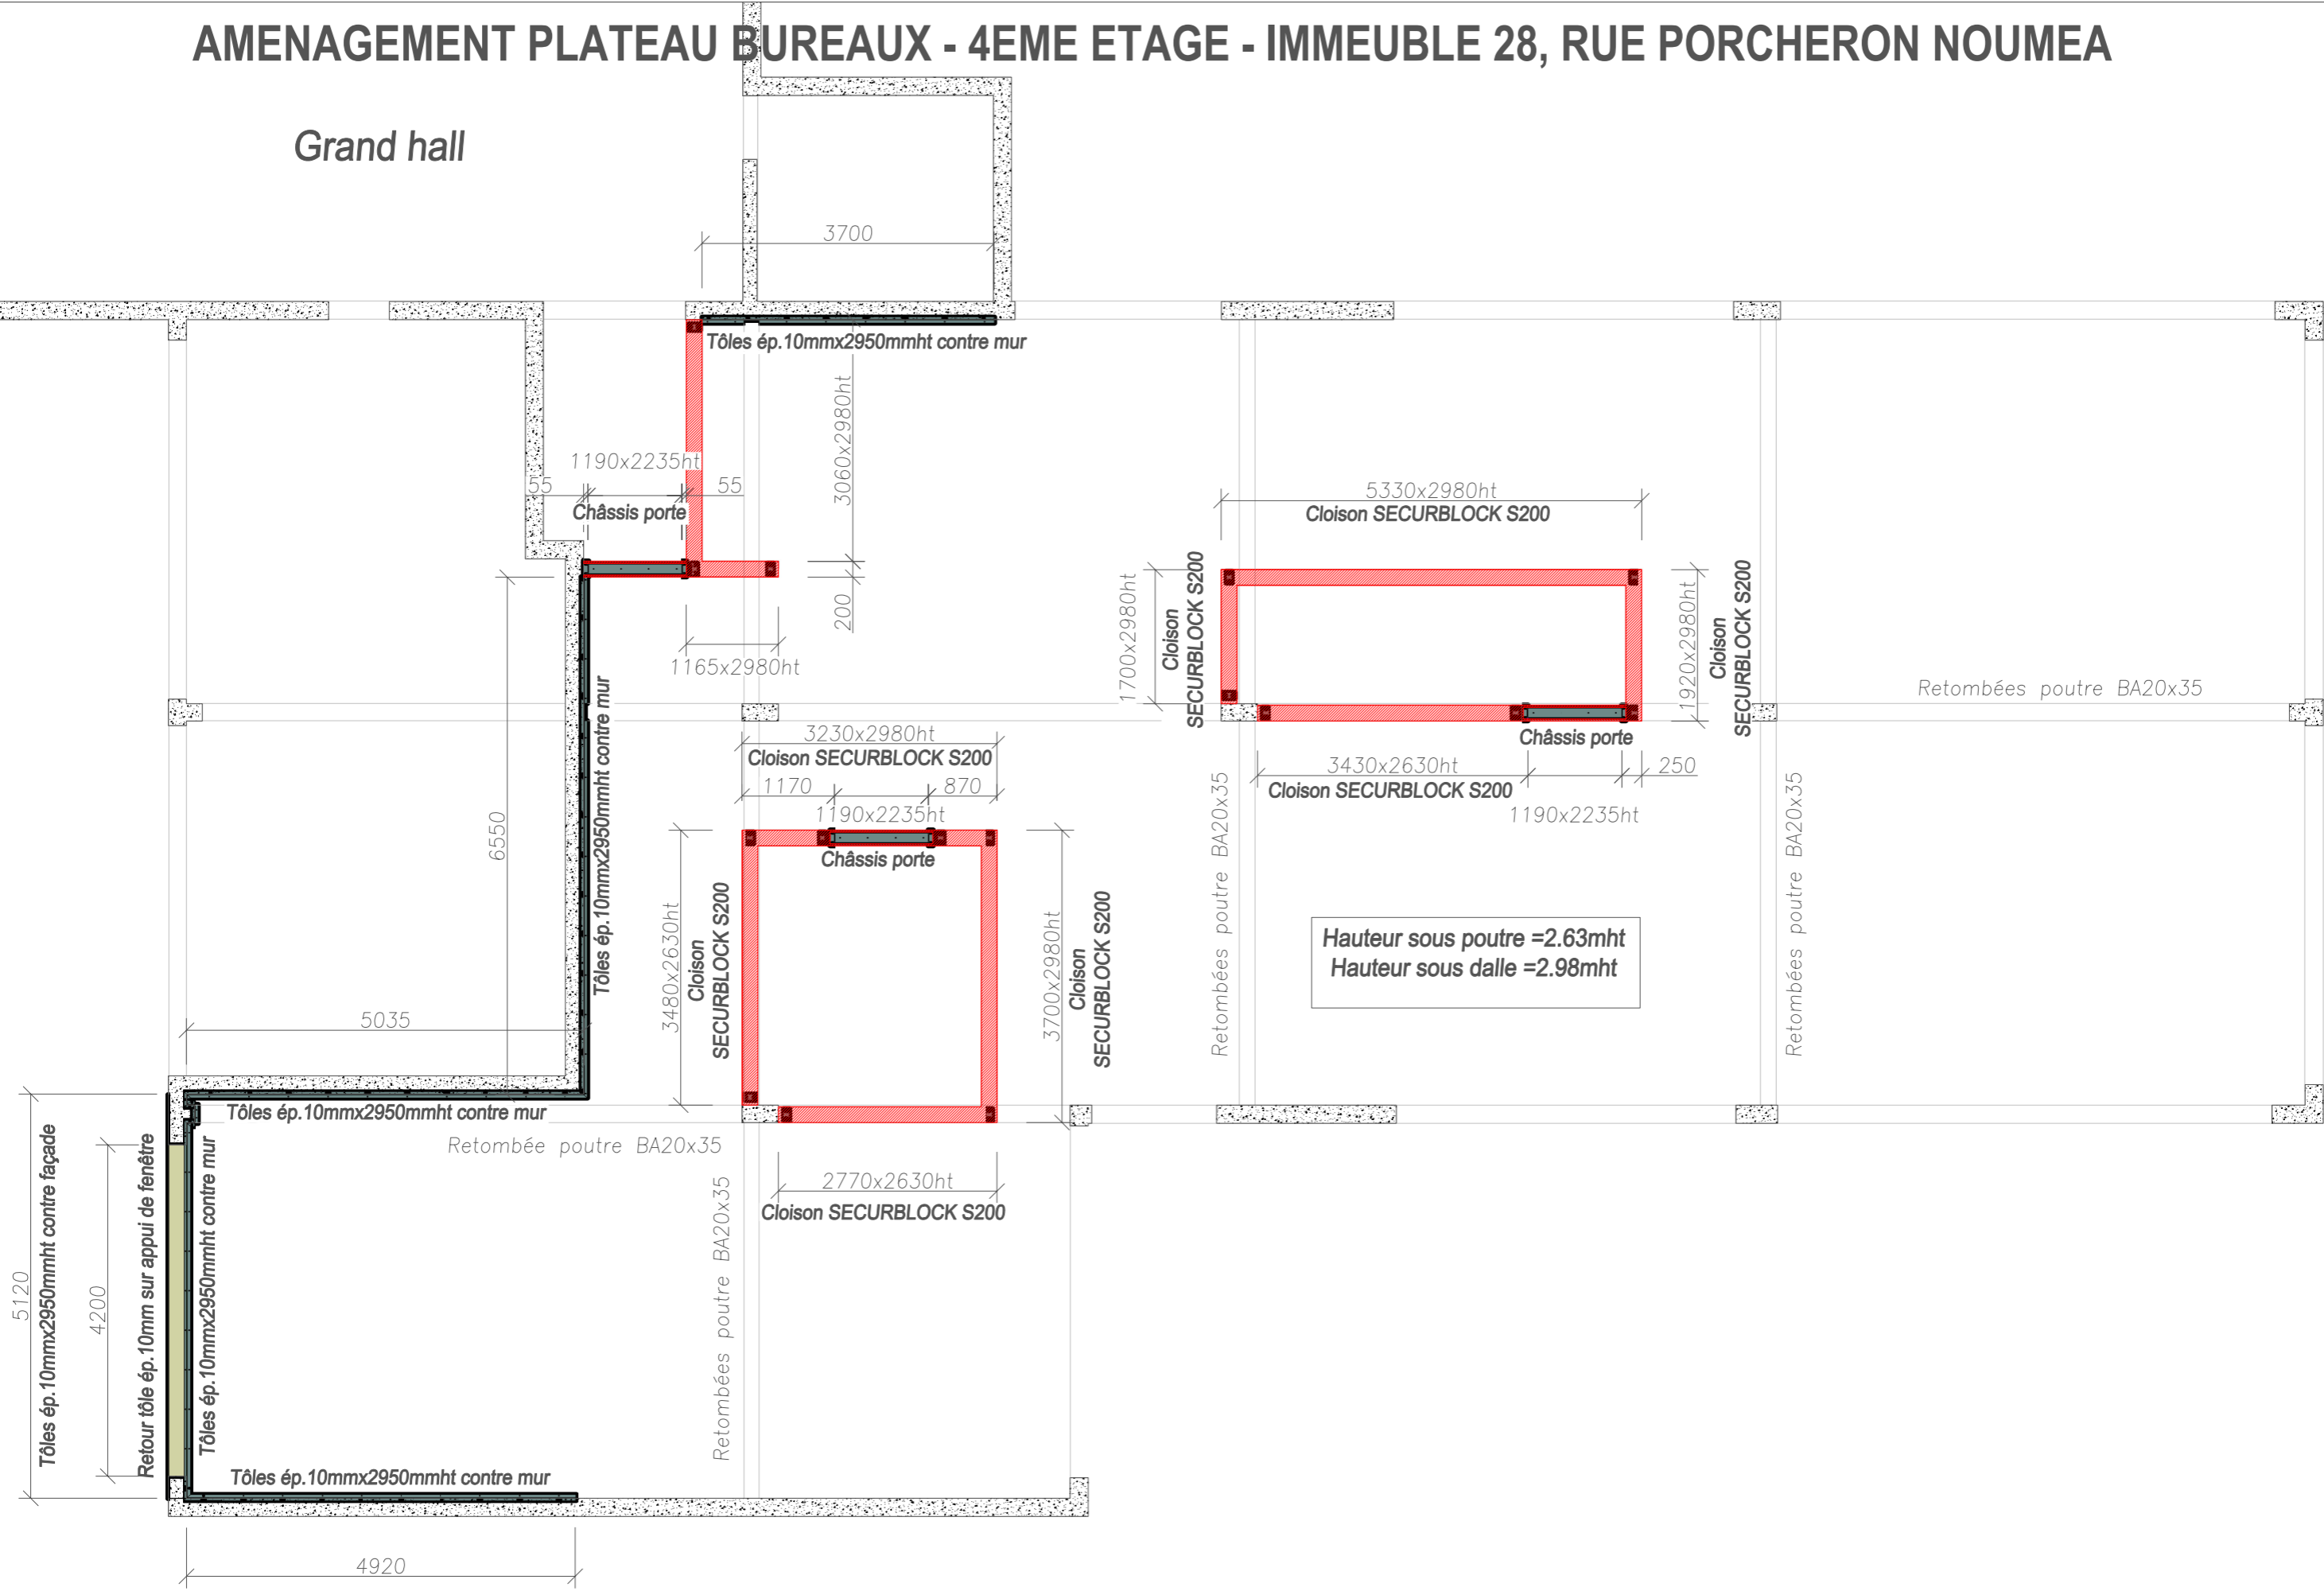 AMENAGEMENT PLATEAU BUREAUX - 4EME ETAGE - IMMEUBLE 28, RUE PORCHERON NOUMEA
Grand hall
3700
Tôles ép.10mmx2950mmht contre mur
3060x2980ht
1190x2235ht
55
55
Châssis porte
200
1165x2980ht
5330x2980ht
Cloison SECURBLOCK S200
1700x2980ht
Cloison
SECURBLOCK S200
1920x2980ht
Cloison
SECURBLOCK S200
Retombées poutre BA20x35
Châssis porte
3430x2630ht
250
Cloison SECURBLOCK S200
1190x2235ht
Tôles ép.10mmx2950mmht contre mur
6550
3230x2980ht
Cloison SECURBLOCK S200
1170
870
1190x2235ht
Châssis porte
3480x2630ht
Cloison
SECURBLOCK S200
3700x2980ht
Cloison
SECURBLOCK S200
Retombées poutre BA20x35
Retombées poutre BA20x35
Hauteur sous poutre =2.63mht
Hauteur sous dalle =2.98mht
5035
Tôles ép.10mmx2950mmht contre mur
Retombée poutre BA20x35
2770x2630ht
Cloison SECURBLOCK S200
Retombées poutre BA20x35
5120
Tôles ép.10mmx2950mmht contre façade
4200
Retour tôle ép.10mm sur appui de fenêtre
Tôles ép.10mmx2950mmht contre mur
Tôles ép.10mmx2950mmht contre mur
4920